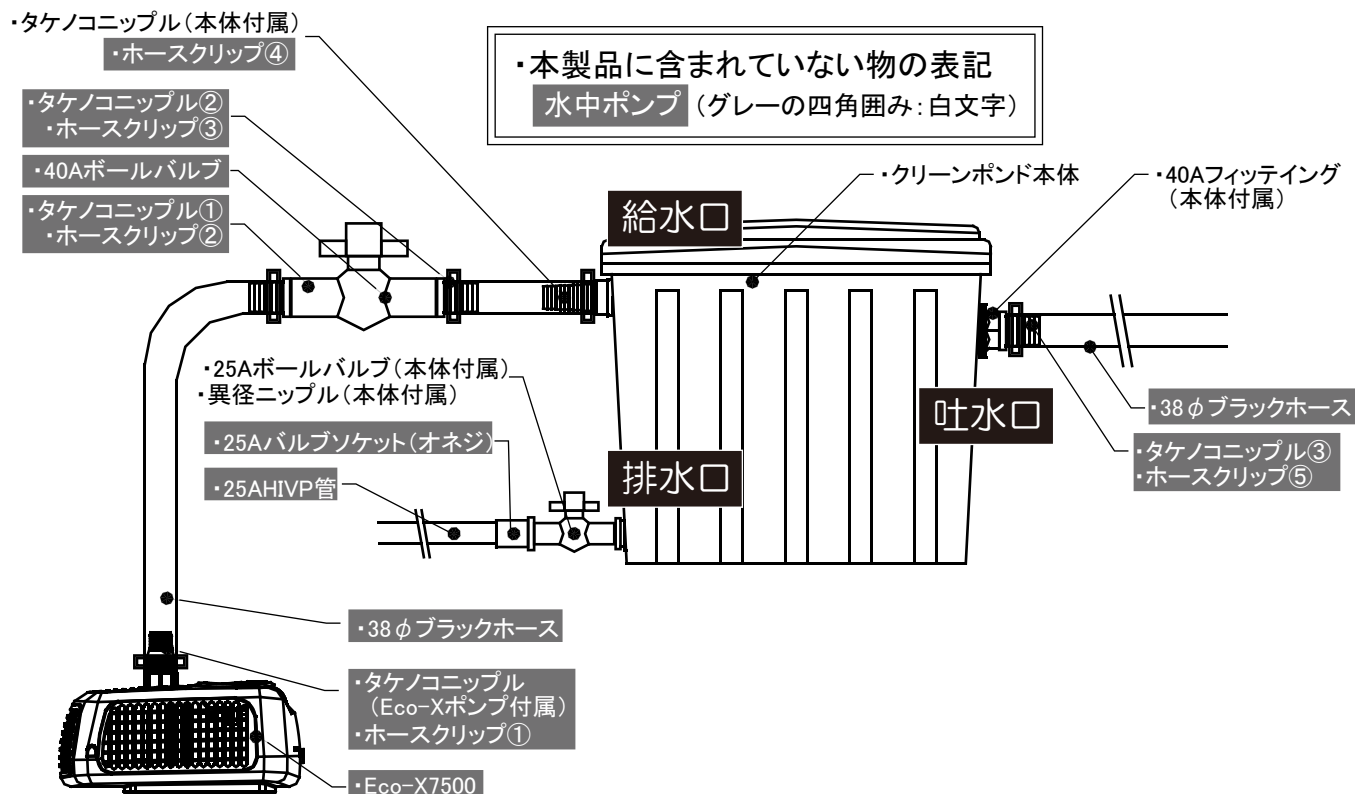 ・タケノコニップル(本体付属)
・ホースクリップ④
・タケノコニップル②
・ホースクリップ③
・40Aボールバルブ
・タケノコニップル①
・ホースクリップ②
・本製品に含まれていない物の表記
水中ポンプ (グレーの四角囲み:白文字)
給水口
・クリーンポンド本体
・40Aフィッテイング
(本体付属)
・25Aボールバルブ(本体付属)
・異径ニップル(本体付属)
・25Aバルブソケット(オネジ)
・25AHIVP管
排水口
吐水口
・38φブラックホース
・タケノコニップル③
・ホースクリップ⑤
・38φブラックホース
・タケノコニップル
(Eco-Xポンプ付属)
・ホースクリップ①
・Eco-X7500